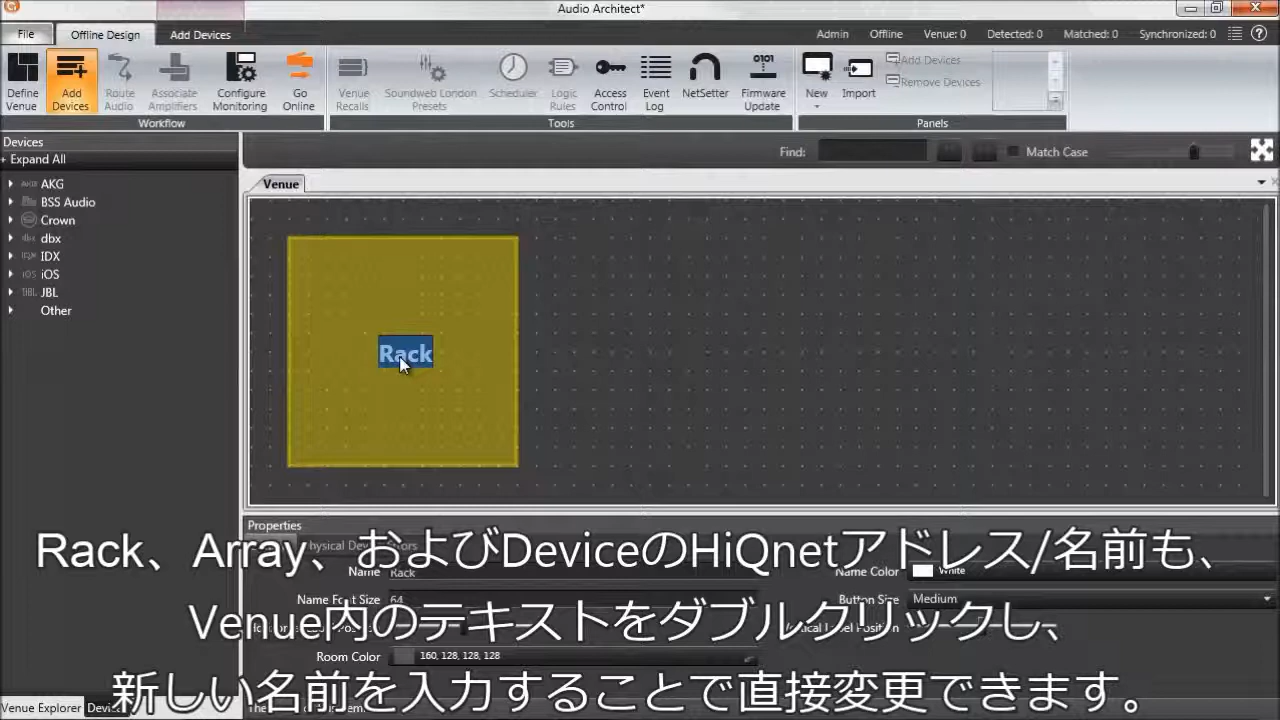 Audio Architect*
File
Offline Design
Add Devices
Admin
Offline
Venue: 0
Detected: 0
Matched: 0
Synchronized: 0
Define Venue
Add Devices
Route Audio
Associate Amplifiers
Configure Monitoring
Go Online
Venue Recalls
Soundweb London Presets
Scheduler
Logic Rules
Access Control
Event Log
NetSetter
Firmware Update
New
Import
Add Devices
Remove Devices
Workflow
Tools
Panels
Devices
+ Expand All
AKG
BSS Audio
Crown
dbx
IDX
iOS
JBL
Other
Find:
Match Case
Venue
Rack
Properties
Name
Rack
Name Color
White
Name Font Size
64
Button Size
Medium
Room Color
160, 128, 128, 128
Venue Explorer
Rack、Array、およびDeviceのHiQnetアドレス/名前も、
Venue内のテキストをダブルクリックし、
新しい名前を入力することで直接変更できます。